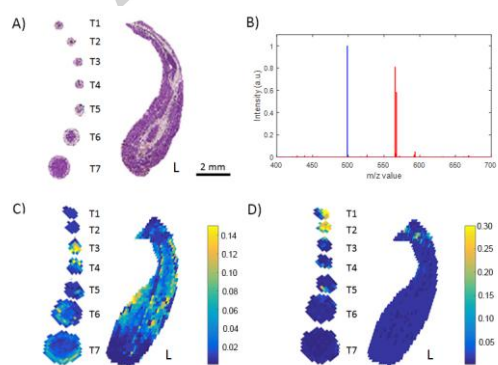 A)
T1
T2
T3
T4
T5
T6
T7
L
2 mm
B)
Intensity (a.u.)
1
0.8
0.6
0.4
0.2
0
400
450
500
550
600
650
700
m/z value
C)
T1
T2
T3
T4
T5
T6
T7
L
0.14
0.12
0.10
0.08
0.06
0.04
0.02
D)
T1
T2
T3
T4
T5
T6
T7
L
0.30
0.25
0.20
0.15
0.10
0.05